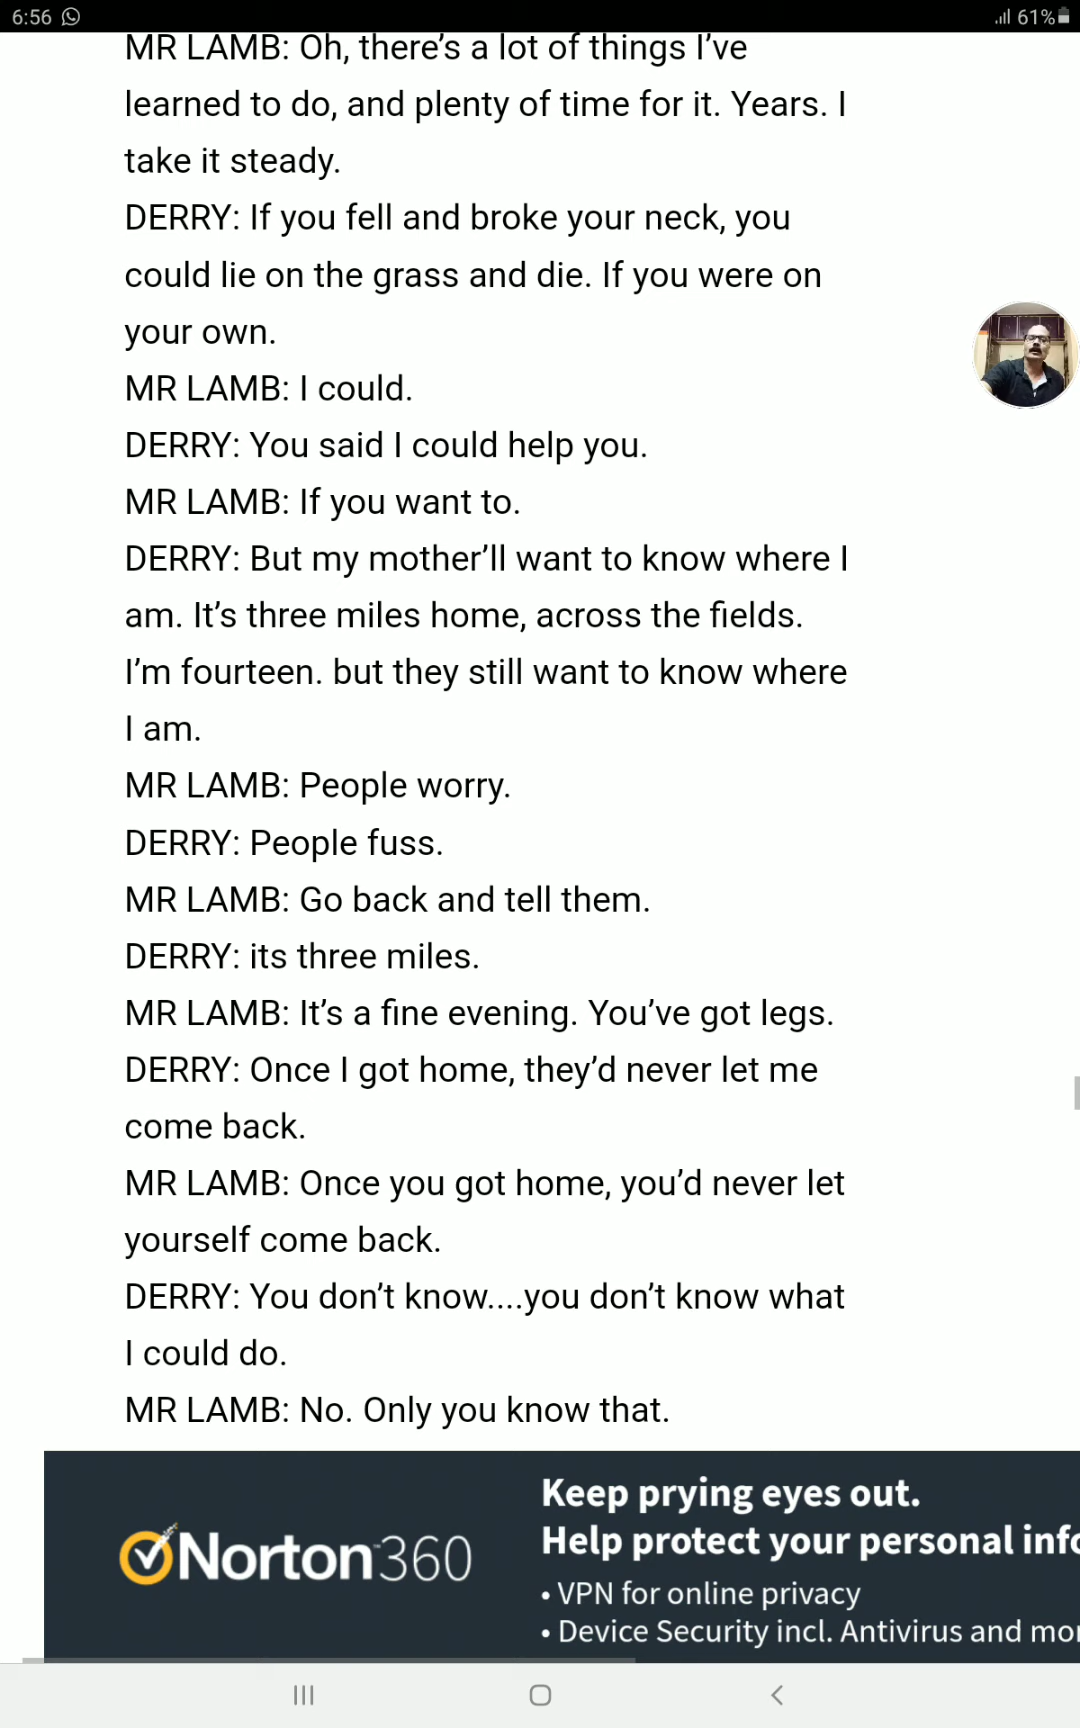 6:56
61%
MR LAMB: Oh, there's a lot of things I've
learned to do, and plenty of time for it. Years. I
take it steady.
DERRY: If you fell and broke your neck, you
could lie on the grass and die. If you were on
your own.
MR LAMB: I could.
DERRY: You said I could help you.
MR LAMB: If you want to.
DERRY: But my mother’ll want to know where I
am. It’s three miles home, across the fields.
I’m fourteen. but they still want to know where
I am.
MR LAMB: People worry.
DERRY: People fuss.
MR LAMB: Go back and tell them.
DERRY: its three miles.
MR LAMB: It’s a fine evening. You’ve got legs.
DERRY: Once I got home, they’d never let me
come back.
MR LAMB: Once you got home, you’d never let
yourself come back.
DERRY: You don’t know....you don’t know what
I could do.
MR LAMB: No. Only you know that.
Norton 360
Keep prying eyes out.
Help protect your personal info
• VPN for online privacy
• Device Security incl. Antivirus and mor